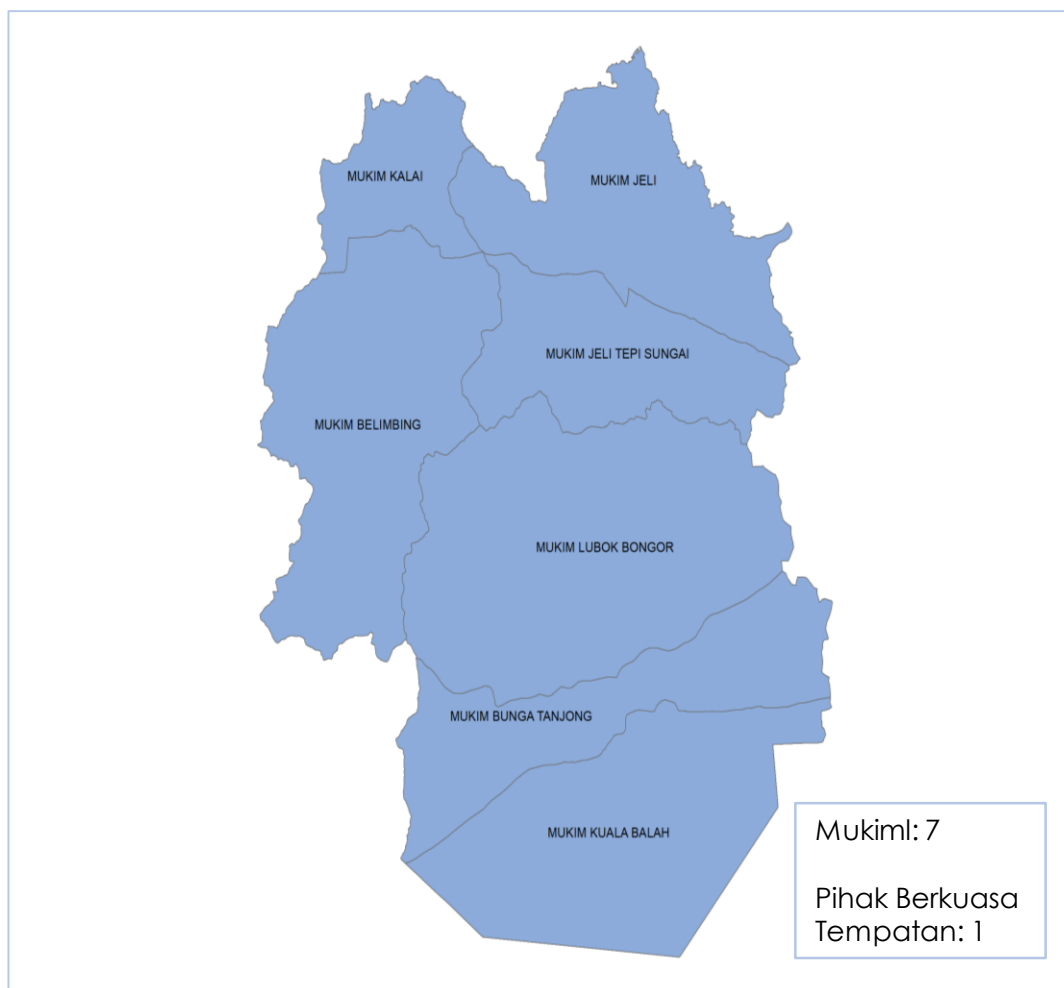 MUKIM KALAI
MUKIM JELI
MUKIM JELI TEPI SUNGAI
MUKIM BELIMBING
MUKIM LUBOK BONGOR
MUKIM BUNGA TANJONG
MUKIM KUALA BALAH
Mukiml: 7
Pihak Berkuasa
Tempatan: 1